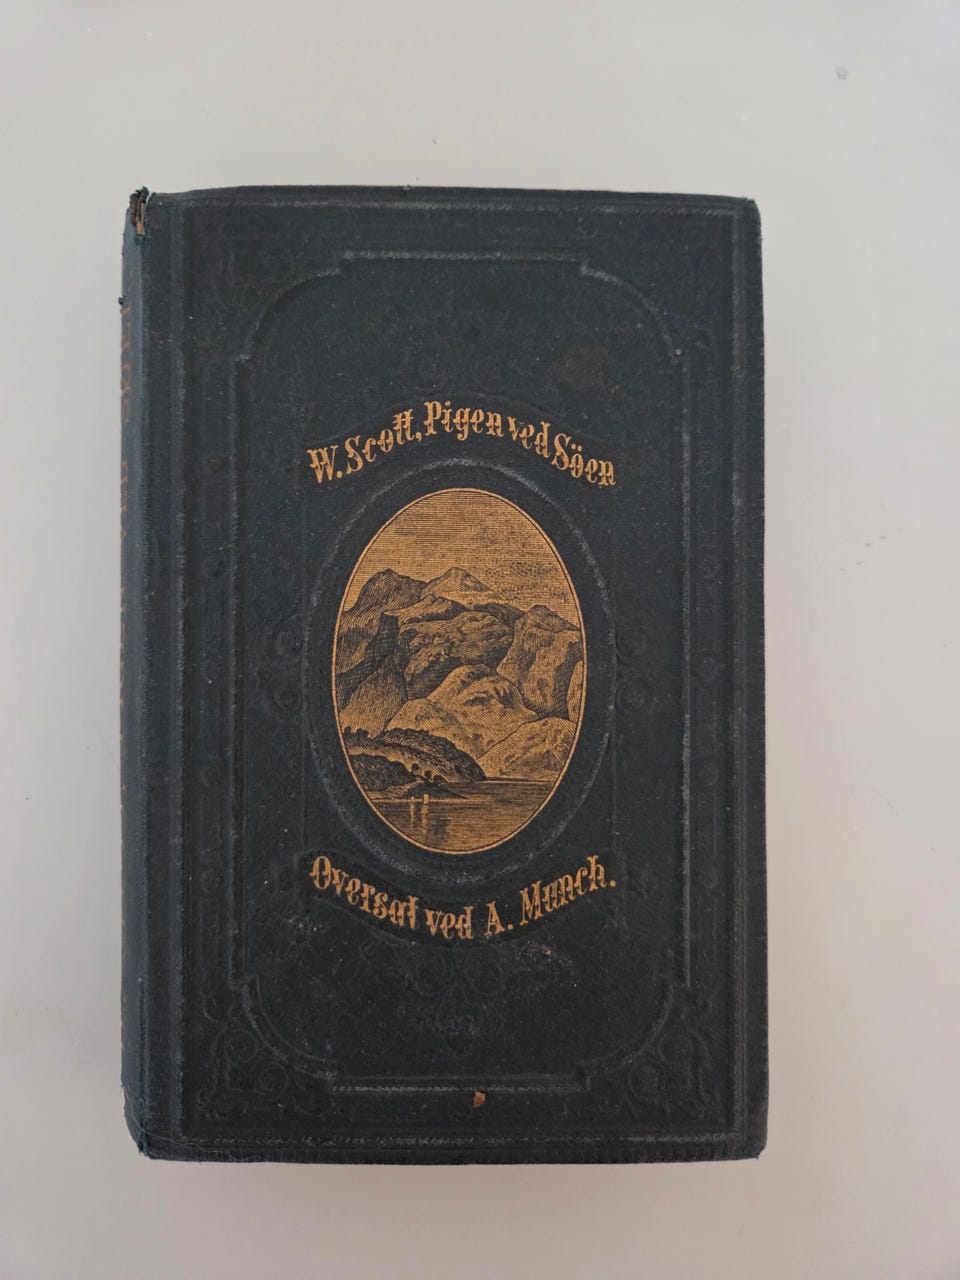 W. Scott, Pigen ved Söen
Oversat ved A. Munch.